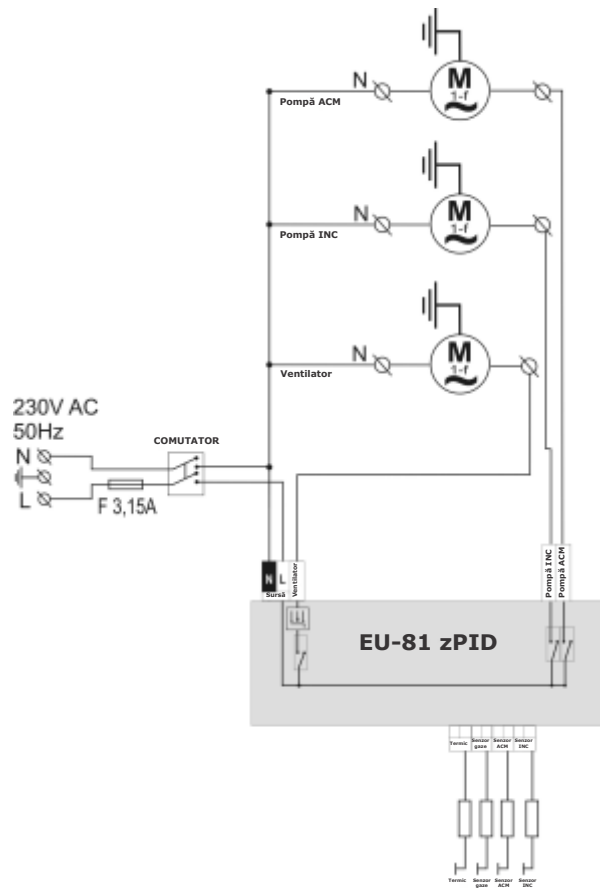 N
M
1-f
Pompă ACM
N
M
1-f
Pompă INC
N
M
1-f
Ventilator
230V AC
50Hz
COMUTATOR
N
L
F 3,15A
N
L
Sursă
Ventilator
Pompă INC
Pompă ACM
EU-81 zPID
Termic
Senzor
gaze
Senzor
ACM
Senzor
INC
Termic
Senzor
gaze
Senzor
ACM
Senzor
INC